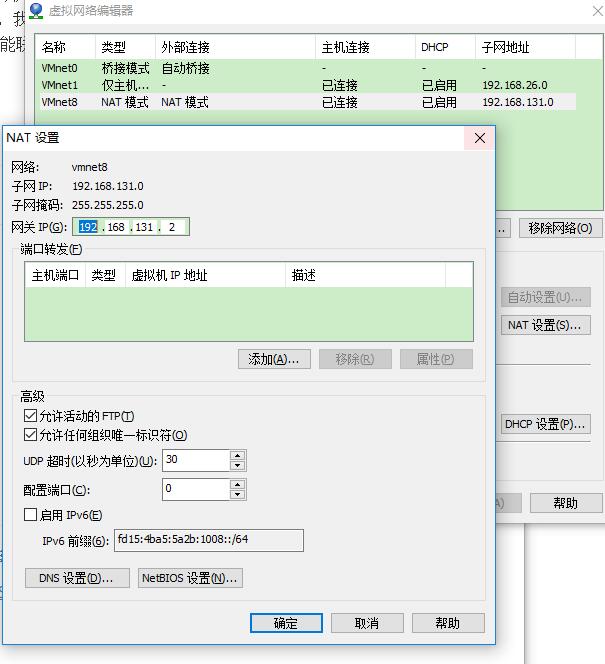 虚拟网络编辑器
，我
能联
名称 类型 外部连接 主机连接 DHCP 子网地址
VMnet0 桥接模式 自动桥接 - - -
VMnet1 仅主机... - 已连接 已启用 192.168.26.0
VMnet8 NAT 模式 NAT 模式 已连接 已启用 192.168.131.0
NAT 设置
网络: vmnet8
子网 IP: 192.168.131.0
子网掩码: 255.255.255.0
网关 IP(G): 192 . 168 . 131 . 2
.. 移除网络(O)
端口转发(F)
主机端口 类型 虚拟机 IP 地址 描述
自动设置(U)...
NAT 设置(S)...
添加(A)... 移除(R) 属性(P)
高级
允许活动的 FTP(T)
允许任何组织唯一标识符(O)
DHCP 设置(P)...
UDP 超时(以秒为单位)(U): 30
配置端口(C): 0
A) 帮助
启用 IPv6(E)
IPv6 前缀(6): fd15:4ba5:5a2b:1008::/64
DNS 设置(D)... NetBIOS 设置(N)...
确定 取消 帮助